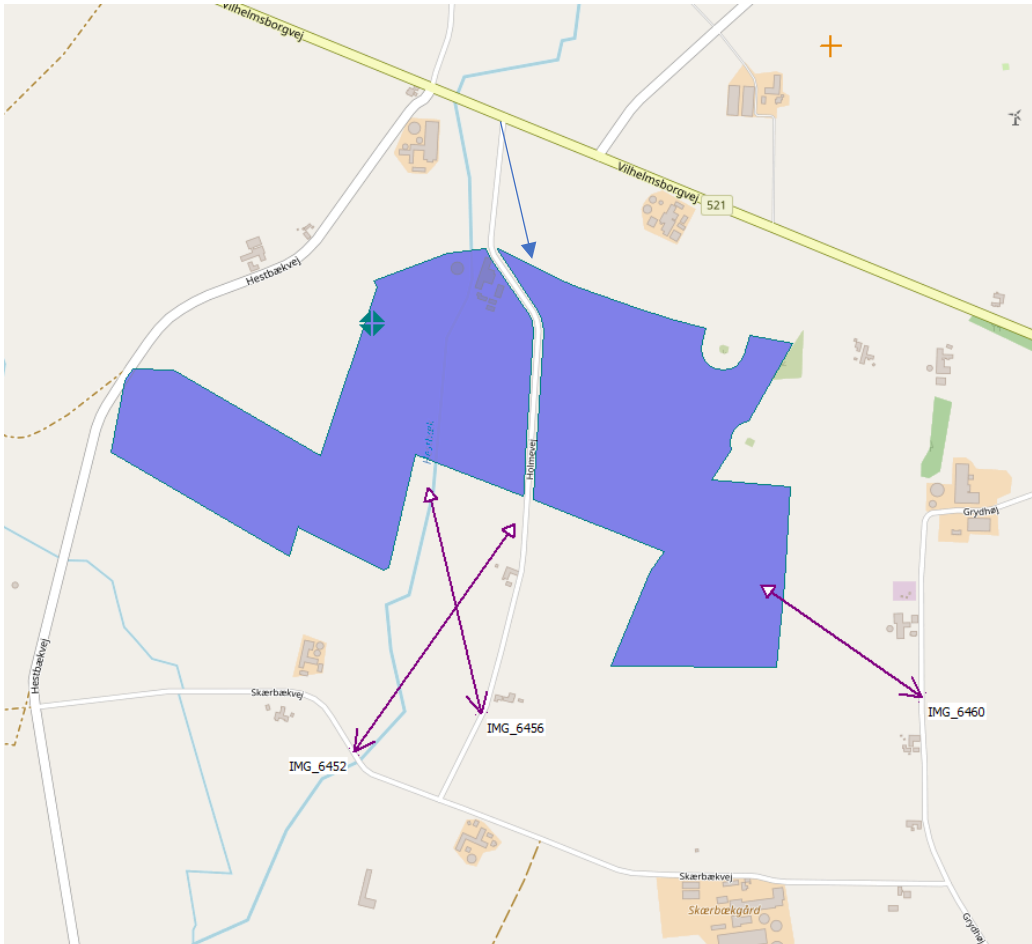 Vilhelmsborgvej
Vilhelmsborgvej
521
Hestbækvej
Holmevej
Grydhøj
Hestbækvej
Skærbækvej
IMG_6460
IMG_6456
IMG_6452
Skærbækvej
Skærbækgård
Grydhøj